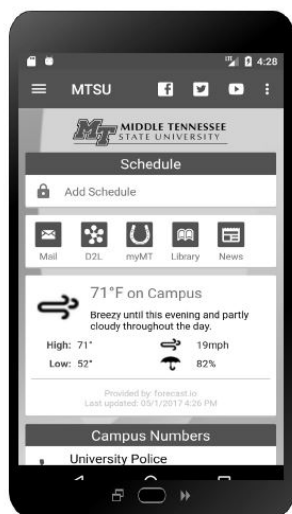 4:28
MTSU
MT MIDDLE TENNESSEE
STATE UNIVERSITY
Schedule
Add Schedule
Mail D2L myMT Library News
71°F on Campus
Breezy until this evening and partly
cloudy throughout the day.
High: 71° 19mph
Low: 52° 82%
Provided by forecast.io
Last updated: 05/1/2017 4:26 PM
Campus Numbers
University Police